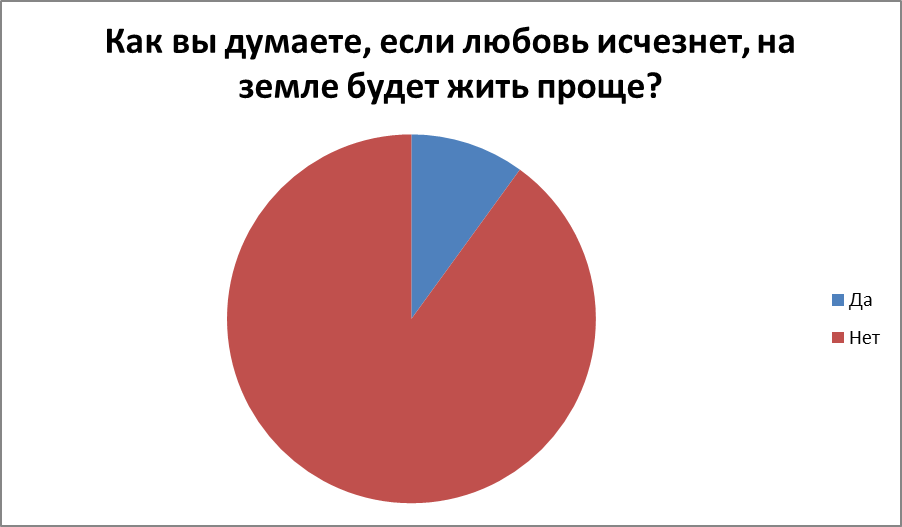 Как вы думаете, если любовь исчезнет, на
земле будет жить проще?
Да
Нет